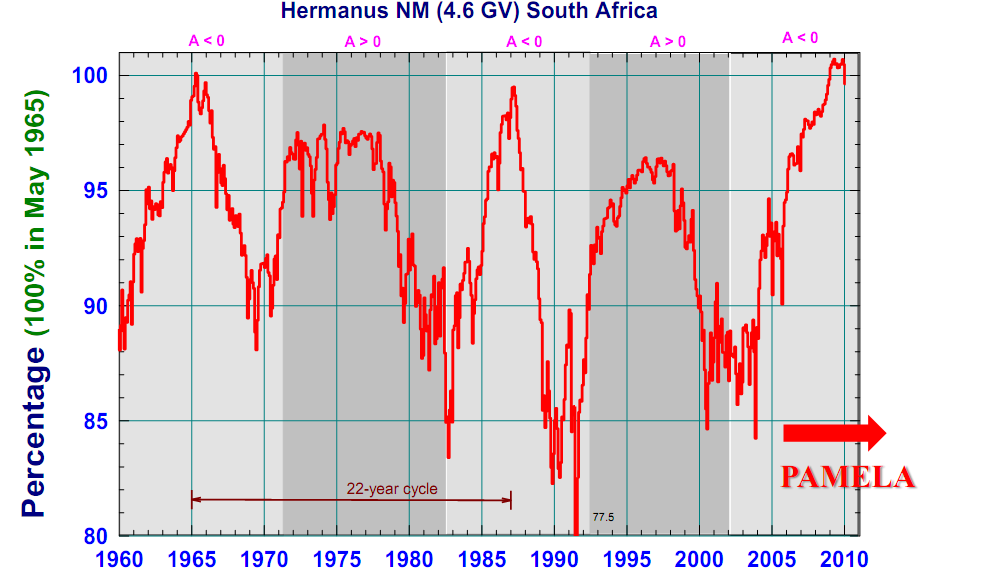 Hermanus NM (4.6 GV) South Africa
A < 0
A > 0
A < 0
A > 0
A < 0
Percentage (100% in May 1965)
100
95
90
85
80
22-year cycle
77.5
PAMELA
1960 1965 1970 1975 1980 1985 1990 1995 2000 2005 2010